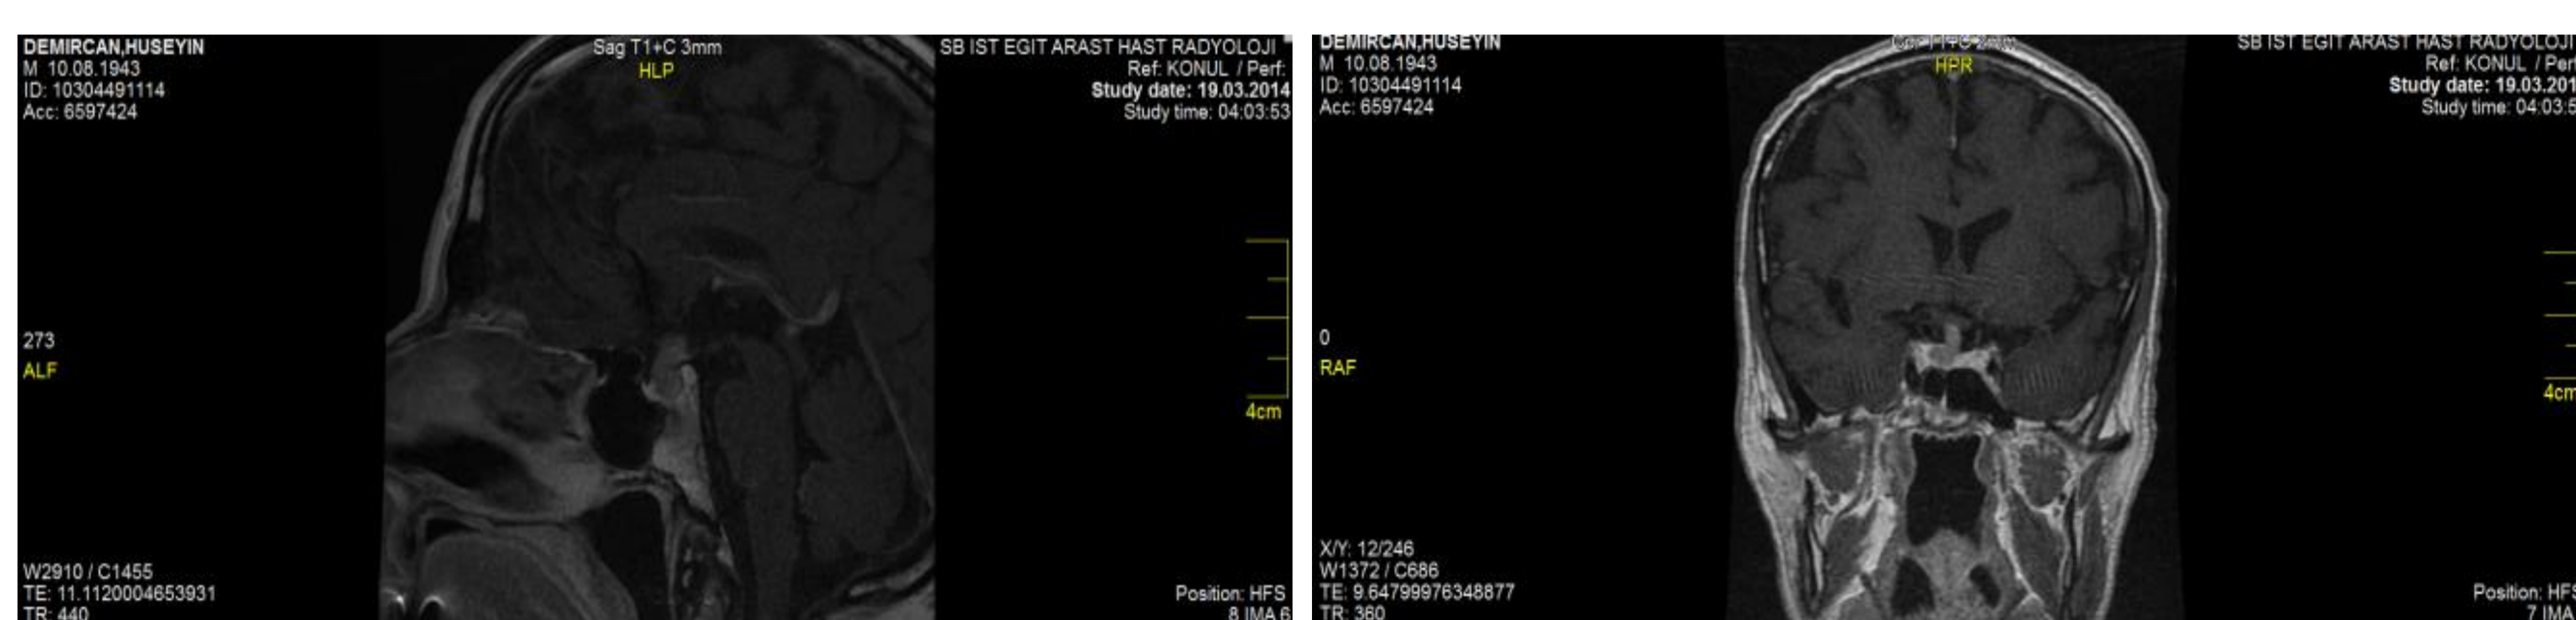 DEMIRCAN,HUSEYIN
M 10.08.1943
ID: 10304491114
Acc: 6597424
Sag T1+C 3mm
HLP
SB IST EGIT ARAST HAST RADYOLOJI
Ref: KONUL / Perf:
Study date: 19.03.2014
Study time: 04:03:53
273
ALF
4cm
W2910 / C1455
TE: 11.1120004653931
TR: 440
Position: HFS
8 IMA 6
DEMIRCAN,HUSEYIN
M 10.08.1943
ID: 10304491114
Acc: 6597424
HPR
SB IST EGIT ARAST HAST RADYOLOJI
Ref: KONUL / Perf
Study date: 19.03.201
Study time: 04:03:5
0
RAF
4cm
X/Y: 12/246
W1372 / C686
TE: 9.64799976348877
TR: 360
Position: HFS
7 IMA